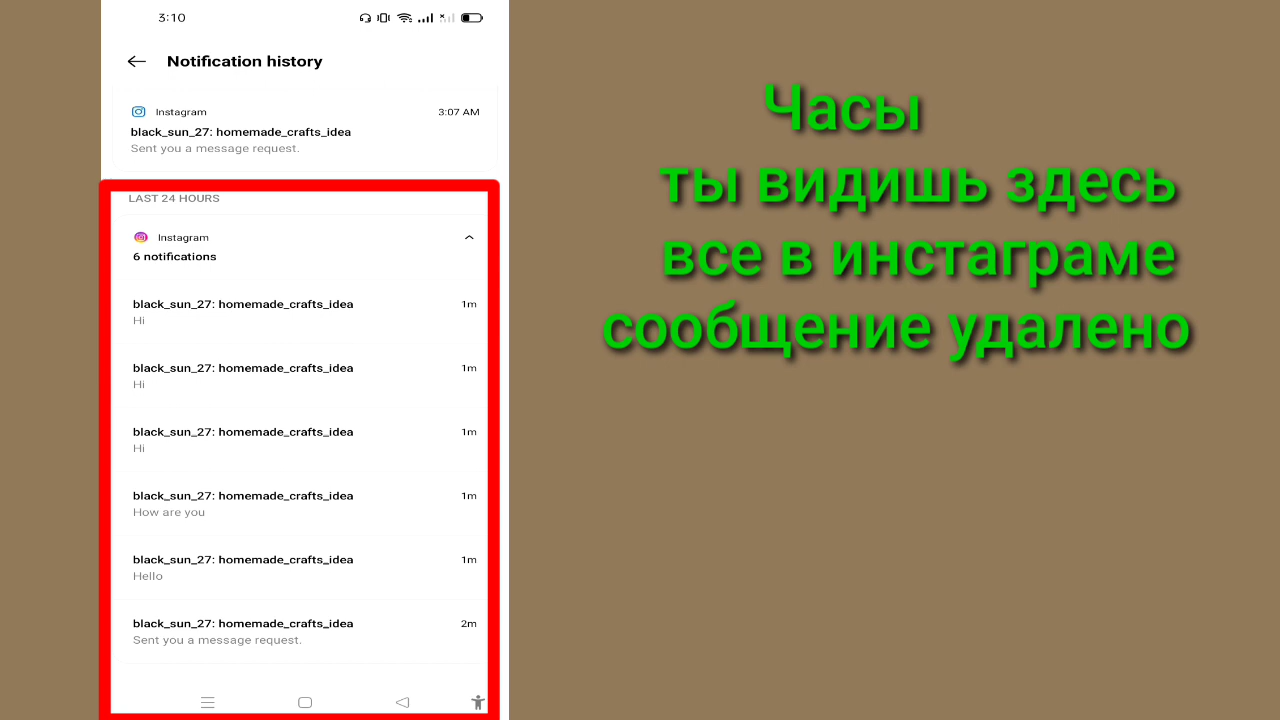 3:10
Notification history
Instagram 3:07 AM
black_sun_27: homemade_crafts_idea
Sent you a message request.
LAST 24 HOURS
Instagram
6 notifications
black_sun_27: homemade_crafts_idea 1m
Hi
black_sun_27: homemade_crafts_idea 1m
Hi
black_sun_27: homemade_crafts_idea 1m
Hi
black_sun_27: homemade_crafts_idea 1m
How are you
black_sun_27: homemade_crafts_idea 1m
Hello
black_sun_27: homemade_crafts_idea 2m
Sent you a message request.
Часы
ты видишь здесь
все в инстаграме
сообщение удалено